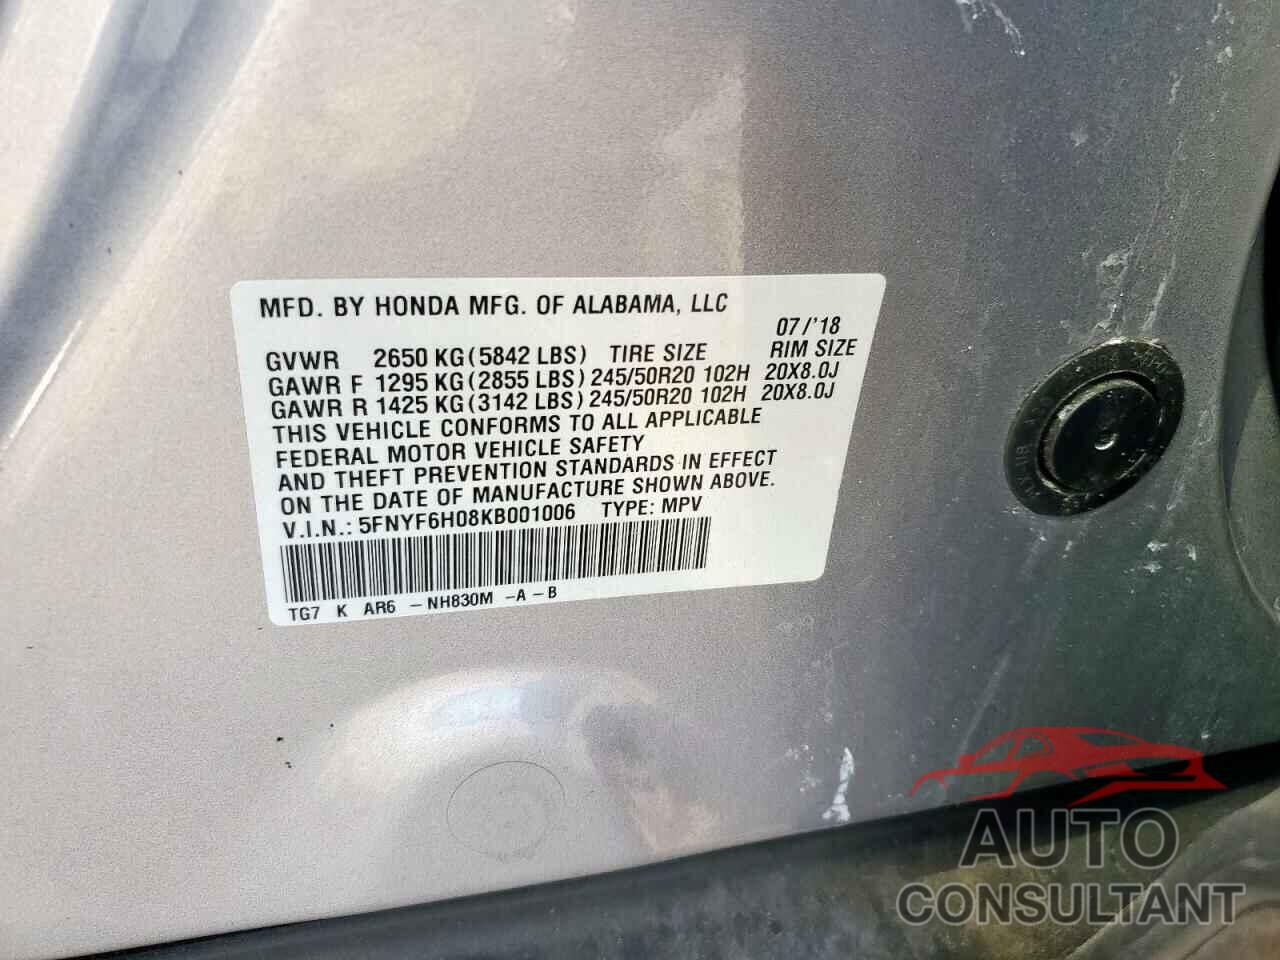 MFD. BY HONDA MFG. OF ALABAMA, LLC
07/'18
GVWR 2650 KG(5842 LBS) TIRE SIZE RIM SIZE
GAWR F 1295 KG(2855 LBS) 245/50R20 102H 20X8.0J
GAWR R 1425 KG(3142 LBS) 245/50R20 102H 20X8.0J
THIS VEHICLE CONFORMS TO ALL APPLICABLE
FEDERAL MOTOR VEHICLE SAFETY
AND THEFT PREVENTION STANDARDS IN EFFECT
ON THE DATE OF MANUFACTURE SHOWN ABOVE.
V.I.N.: 5FNYF6H08KB001006 TYPE: MPV
TG7 K AR6 -NH830M -A-B
AUTO
CONSULTANT